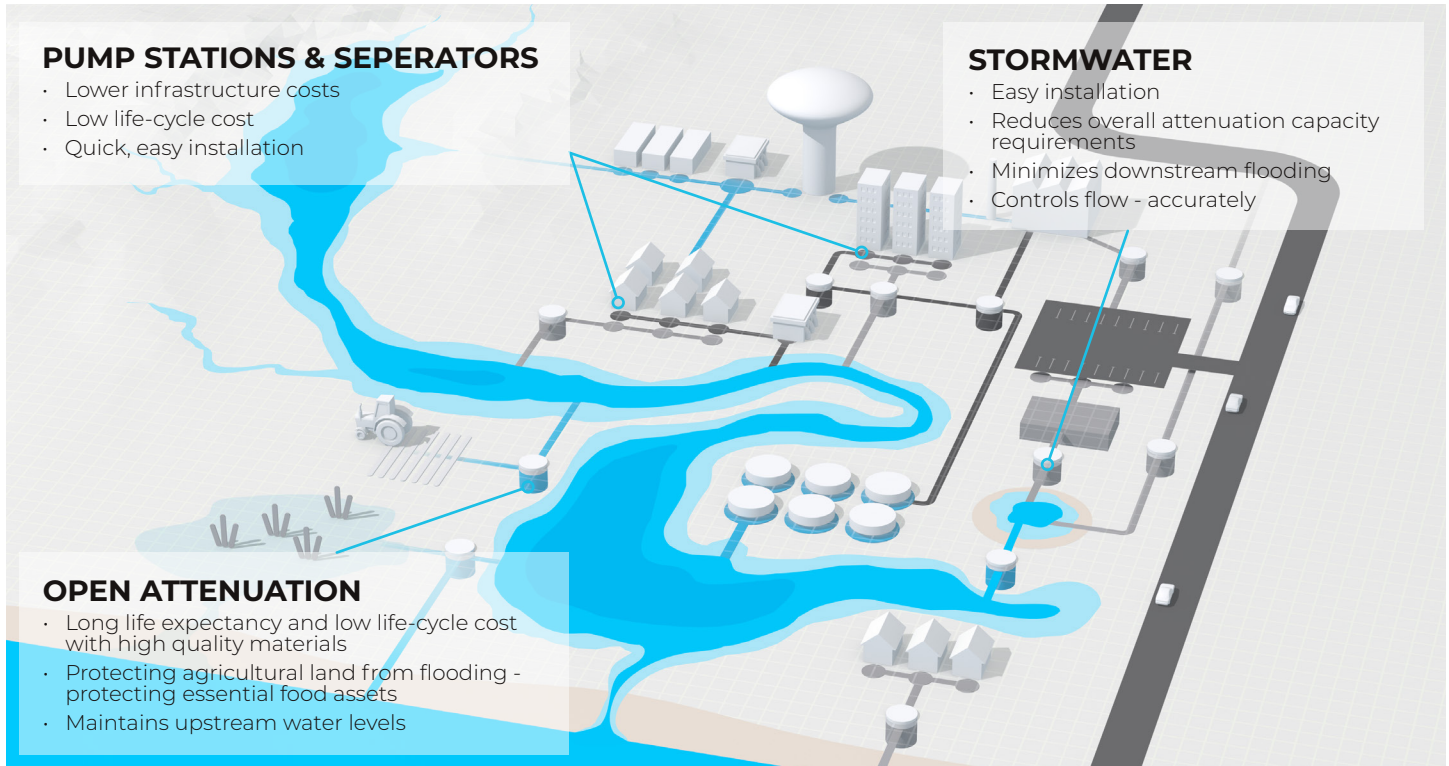 PUMP STATIONS & SEPERATORS
· Lower infrastructure costs
· Low life-cycle cost
· Quick, easy installation
STORMWATER
· Easy installation
· Reduces overall attenuation capacity
requirements
· Minimizes downstream flooding
· Controls flow - accurately
OPEN ATTENUATION
· Long life expectancy and low life-cycle cost
with high quality materials
· Protecting agricultural land from flooding -
protecting essential food assets
· Maintains upstream water levels